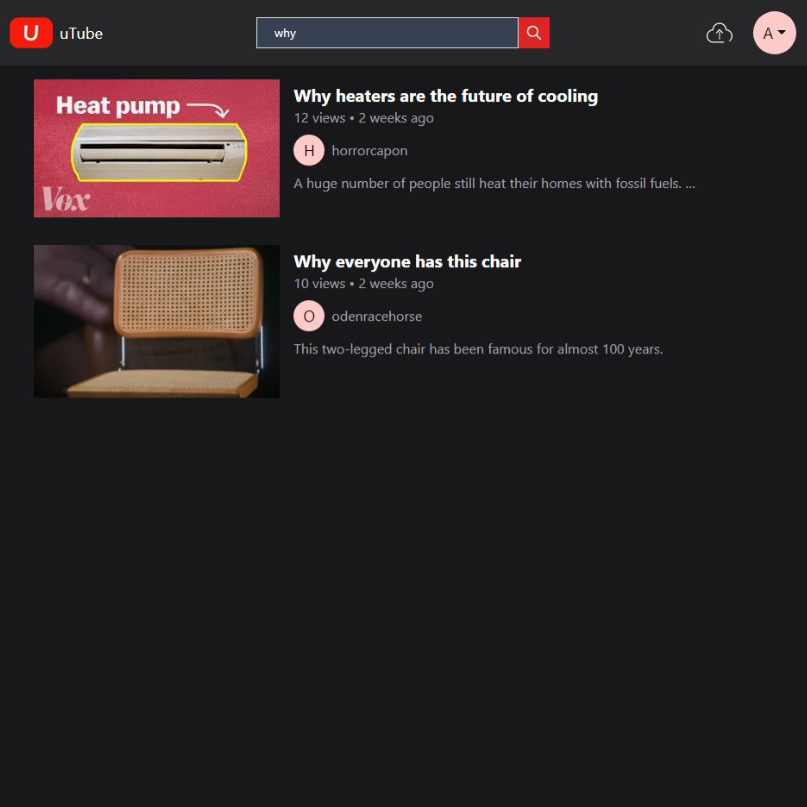 U uTube
why
A
Heat pump
Vox
Why heaters are the future of cooling
12 views • 2 weeks ago
H horrorcapon
A huge number of people still heat their homes with fossil fuels. ...
Why everyone has this chair
10 views • 2 weeks ago
O odenracehorse
This two-legged chair has been famous for almost 100 years.